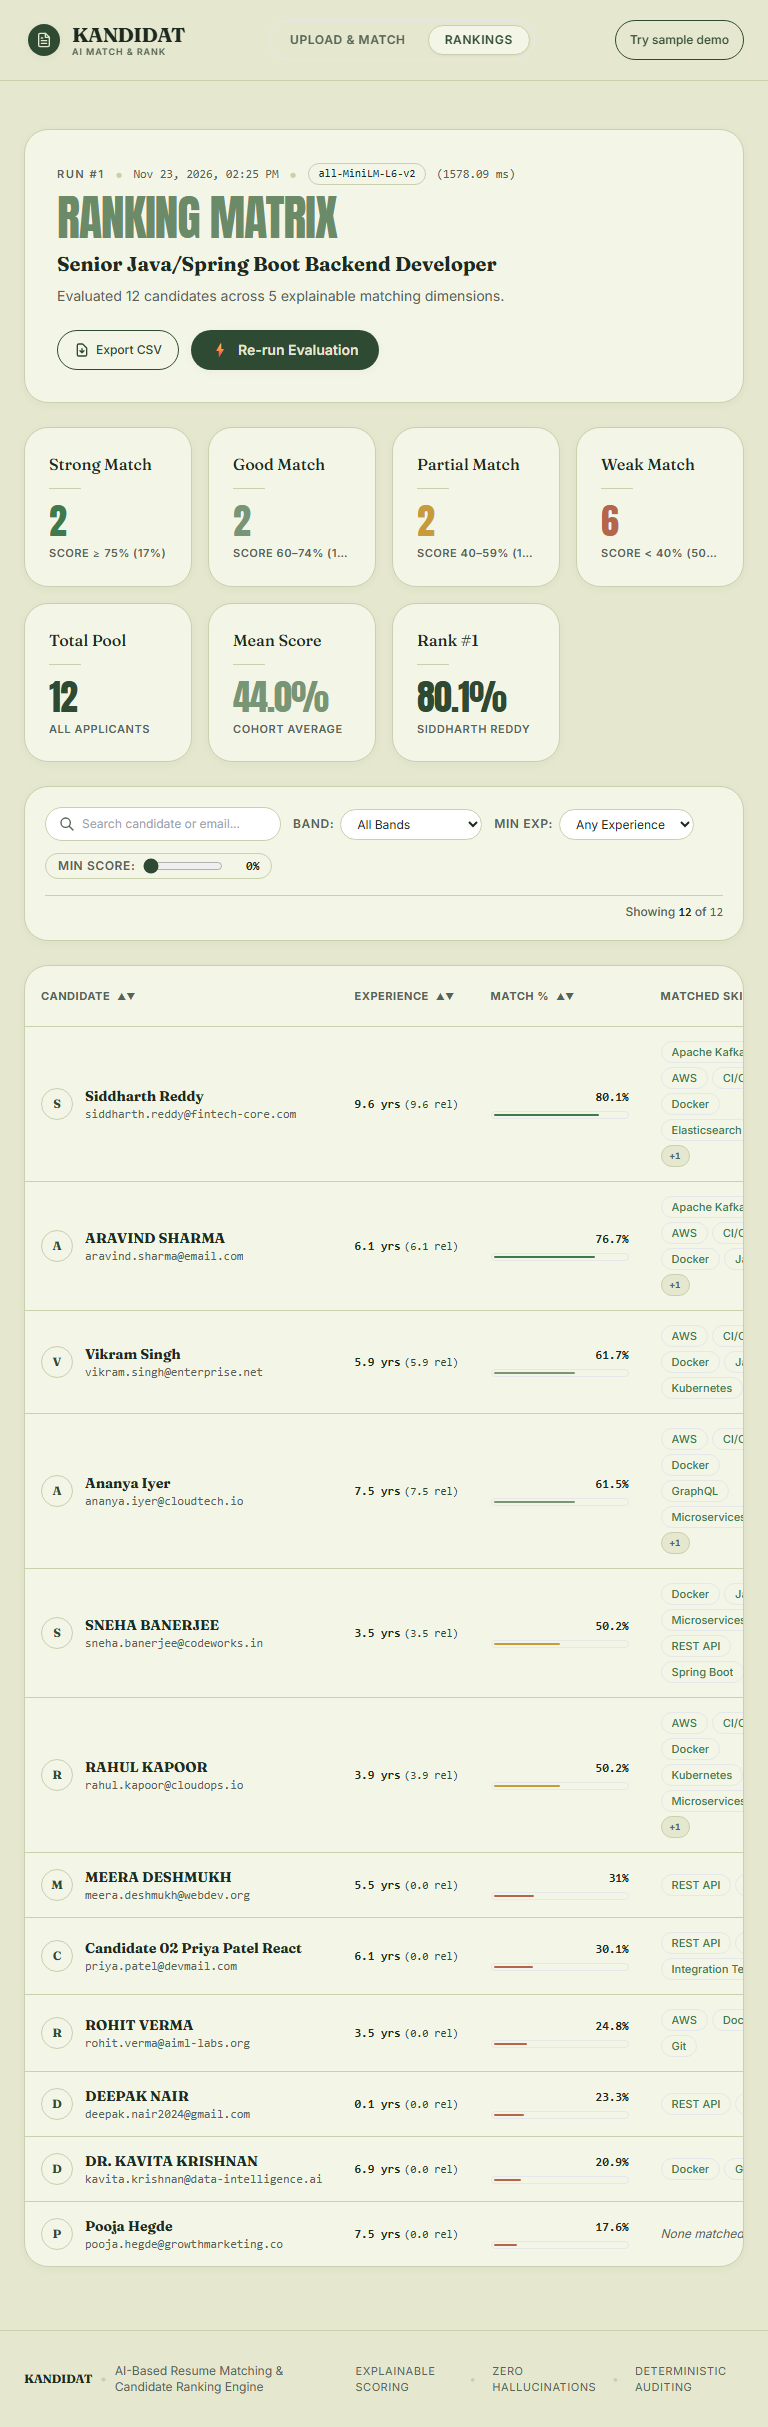 KANDIDAT
AI MATCH & RANK
UPLOAD & MATCH
RANKINGS
Try sample demo
RUN #1 • Nov 23, 2026, 02:25 PM • all-MiniLM-L6-v2 (1578.09 ms)
RANKING MATRIX
Senior Java/Spring Boot Backend Developer
Evaluated 12 candidates across 5 explainable matching dimensions.
Export CSV
Re-run Evaluation
Strong Match
2
SCORE ≥ 75% (17%)
Good Match
2
SCORE 60–74% (1...
Partial Match
2
SCORE 40–59% (1...
Weak Match
6
SCORE < 40% (50...
Total Pool
12
ALL APPLICANTS
Mean Score
44.0%
COHORT AVERAGE
Rank #1
80.1%
SIDDHARTH REDDY
Search candidate or email...
BAND: All Bands
MIN EXP: Any Experience
MIN SCORE: 0%
Showing 12 of 12
CANDIDATE ▲▼ EXPERIENCE ▲▼ MATCH % ▲▼ MATCHED SKI
S
Siddharth Reddy
siddharth.reddy@fintech-core.com
9.6 yrs (9.6 rel)
80.1%
Apache Kafka
AWS CI/C
Docker
Elasticsearch
+1
A
ARAVIND SHARMA
aravind.sharma@email.com
6.1 yrs (6.1 rel)
76.7%
Apache Kafka
AWS CI/C
Docker Ja
+1
V
Vikram Singh
vikram.singh@enterprise.net
5.9 yrs (5.9 rel)
61.7%
AWS CI/C
Docker Ja
Kubernetes
A
Ananya Iyer
ananya.iyer@cloudtech.io
7.5 yrs (7.5 rel)
61.5%
AWS CI/C
Docker
GraphQL
Microservices
+1
S
SNEHA BANERJEE
sneha.banerjee@codeworks.in
3.5 yrs (3.5 rel)
50.2%
Docker Ja
Microservices
REST API
Spring Boot
R
RAHUL KAPOOR
rahul.kapoor@cloudops.io
3.9 yrs (3.9 rel)
50.2%
AWS CI/C
Docker
Kubernetes
Microservices
+1
M
MEERA DESHMUKH
meera.deshmukh@webdev.org
5.5 yrs (0.0 rel)
31%
REST API
C
Candidate 02 Priya Patel React
priya.patel@devmail.com
6.1 yrs (0.0 rel)
30.1%
REST API
Integration Te
R
ROHIT VERMA
rohit.verma@aiml-labs.org
3.5 yrs (0.0 rel)
24.8%
AWS Doc
Git
D
DEEPAK NAIR
deepak.nair2024@gmail.com
0.1 yrs (0.0 rel)
23.3%
REST API
D
DR. KAVITA KRISHNAN
kavita.krishnan@data-intelligence.ai
6.9 yrs (0.0 rel)
20.9%
Docker G
P
Pooja Hegde
pooja.hegde@growthmarketing.co
7.5 yrs (0.0 rel)
17.6%
None matched
KANDIDAT •
AI-Based Resume Matching &
Candidate Ranking Engine
EXPLAINABLE
SCORING
•
ZERO
HALLUCINATIONS
•
DETERMINISTIC
AUDITING